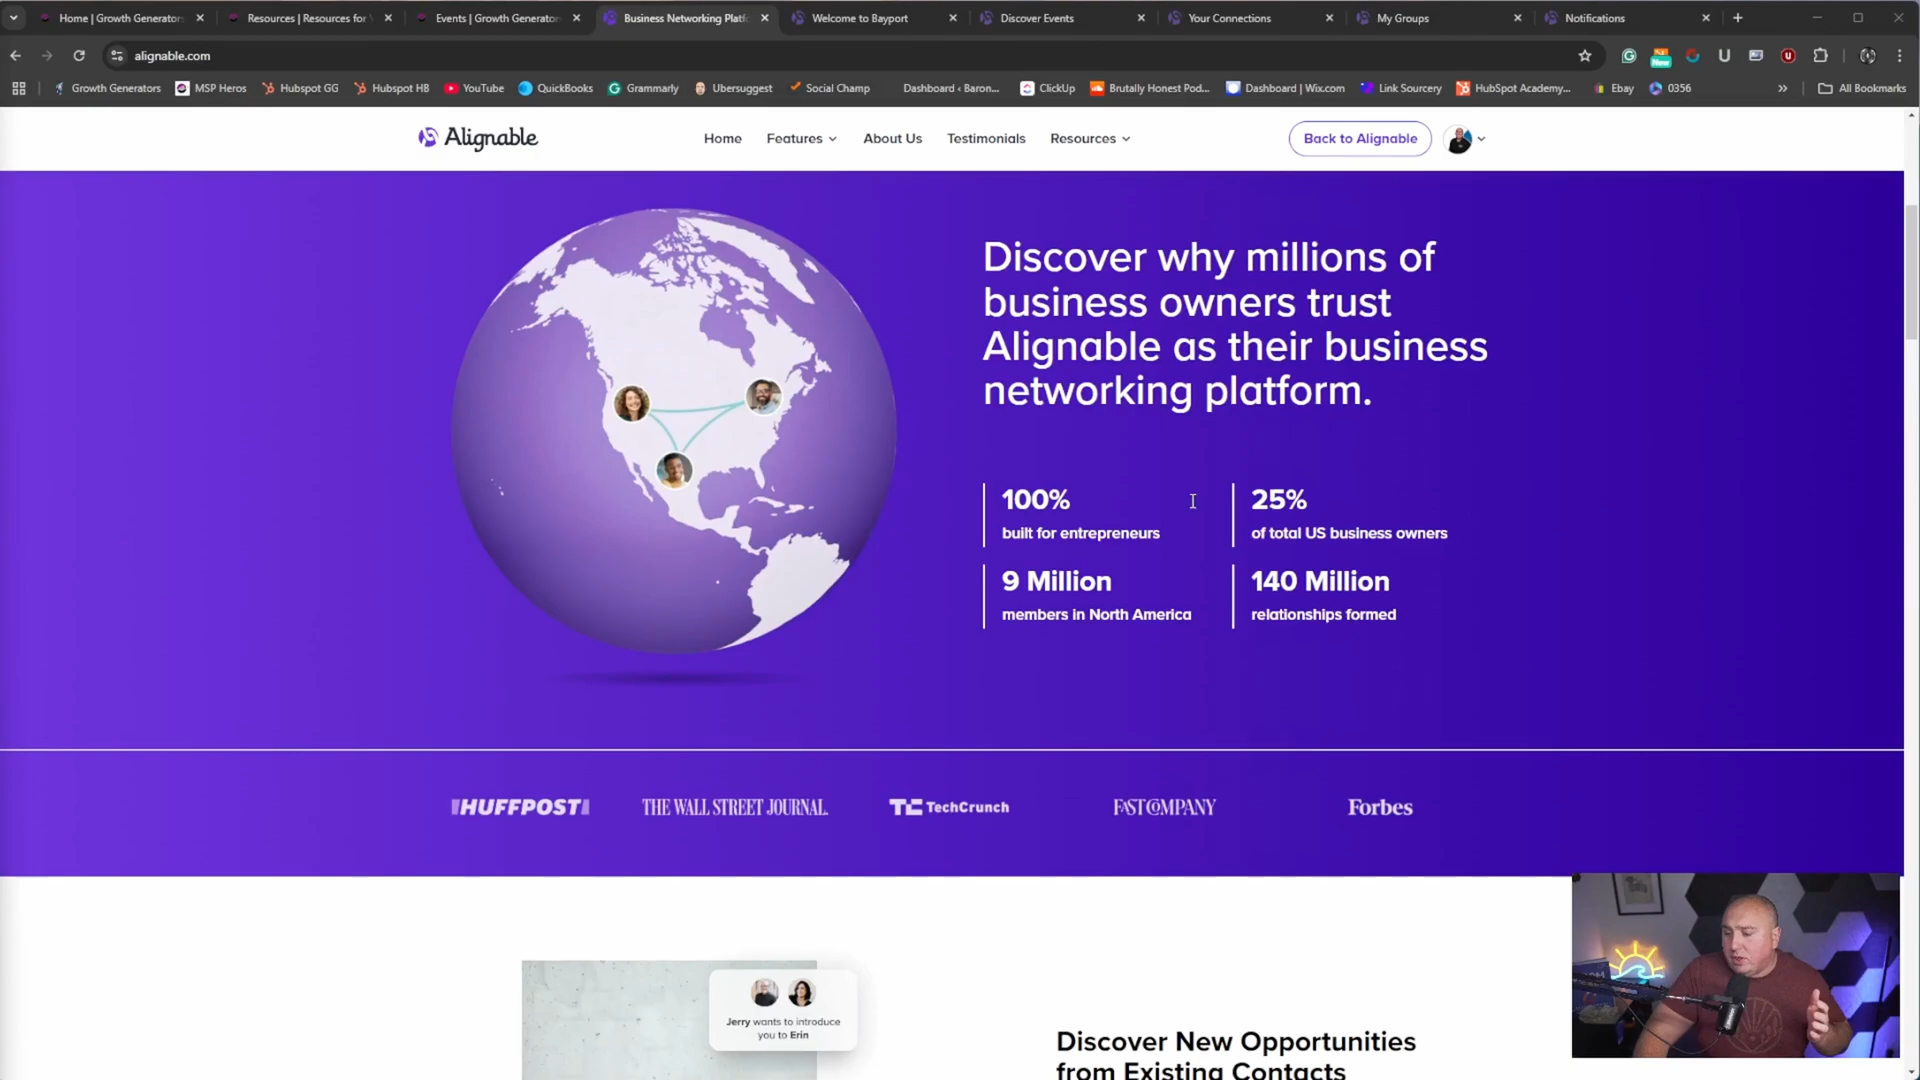 Home | Growth Generator
Resources | Resources for
Events | Growth Generator
Business Networking Platf
Welcome to Bayport
Discover Events
Your Connections
My Groups
Notifications
alignable.com
New
Growth Generators
MSP Heros
Hubspot GG
Hubspot HB
YouTube
QuickBooks
Grammarly
Ubersuggest
Social Champ
Dashboard ‹ Baron...
ClickUp
Brutally Honest Pod...
Dashboard | Wix.com
Link Sourcery
HubSpot Academy...
Ebay
0356
All Bookmarks
Alignable
Home
Features
About Us
Testimonials
Resources
Back to Alignable
Discover why millions of
business owners trust
Alignable as their business
networking platform.
100%
built for entrepreneurs
25%
of total US business owners
9 Million
members in North America
140 Million
relationships formed
HUFFPOST
THE WALL STREET JOURNAL.
TechCrunch
FAST COMPANY
Forbes
Jerry wants to introduce
you to Erin
Discover New Opportunities
from Existing Contacts